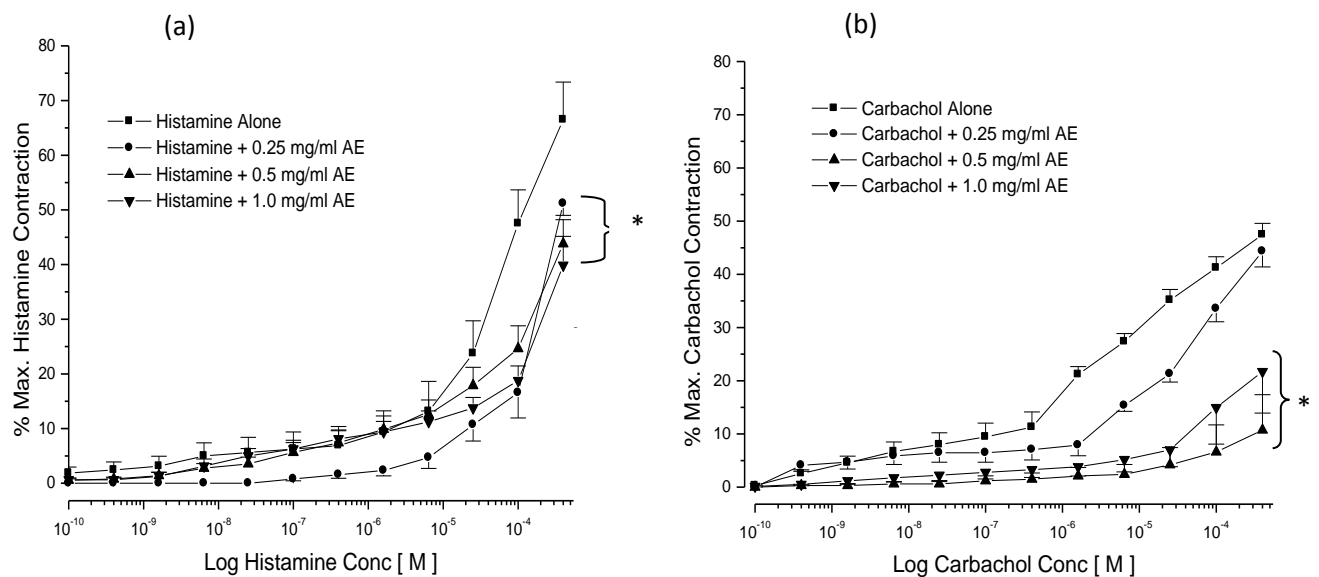 (a)
% Max. Histamine Contraction
80
70
60
50
40
30
20
10
0
Histamine Alone
Histamine + 0.25 mg/ml AE
Histamine + 0.5 mg/ml AE
Histamine + 1.0 mg/ml AE
*
10⁻¹⁰ 10⁻⁹ 10⁻⁸ 10⁻⁷ 10⁻⁶ 10⁻⁵ 10⁻⁴
Log Histamine Conc [ M ]
(b)
% Max. Carbachol Contraction
80
70
60
50
40
30
20
10
0
Carbachol Alone
Carbachol + 0.25 mg/ml AE
Carbachol + 0.5 mg/ml AE
Carbachol + 1.0 mg/ml AE
*
10⁻¹⁰ 10⁻⁹ 10⁻⁸ 10⁻⁷ 10⁻⁶ 10⁻⁵ 10⁻⁴
Log Carbachol Conc [ M ]